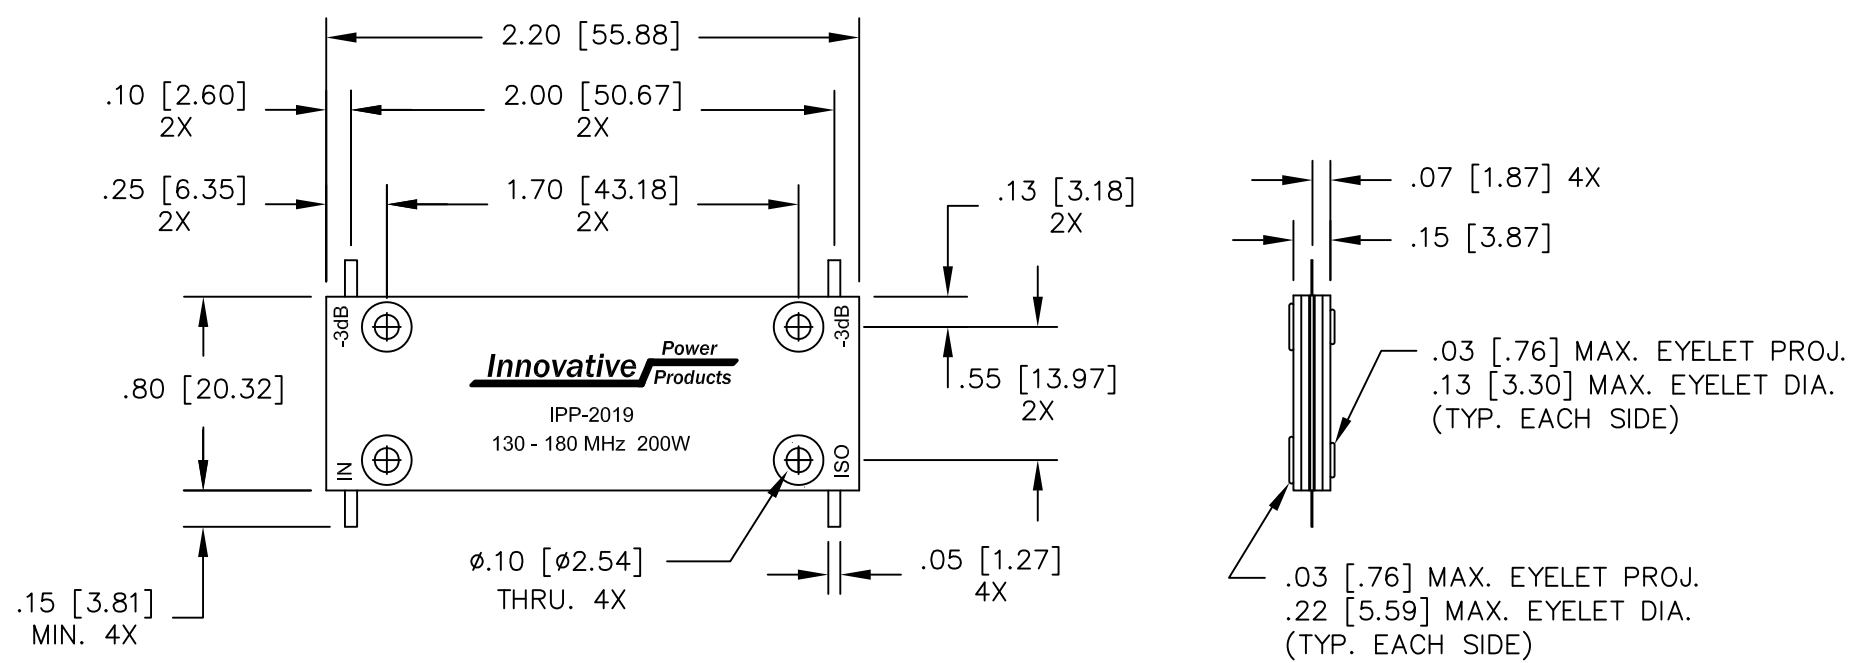 2.20 [55.88]
.10 [2.60]
2X
2.00 [50.67]
2X
.25 [6.35]
2X
1.70 [43.18]
2X
.13 [3.18]
2X
.07 [1.87] 4X
.15 [3.87]
-3dB
-3dB
Innovative Power
Products
IPP-2019
130 - 180 MHz 200W
IN
ISO
.80 [20.32]
.55 [13.97]
2X
.03 [.76] MAX. EYELET PROJ.
.13 [3.30] MAX. EYELET DIA.
(TYP. EACH SIDE)
.15 [3.81]
MIN. 4X
ø.10 [ø2.54]
THRU. 4X
.05 [1.27]
4X
.03 [.76] MAX. EYELET PROJ.
.22 [5.59] MAX. EYELET DIA.
(TYP. EACH SIDE)